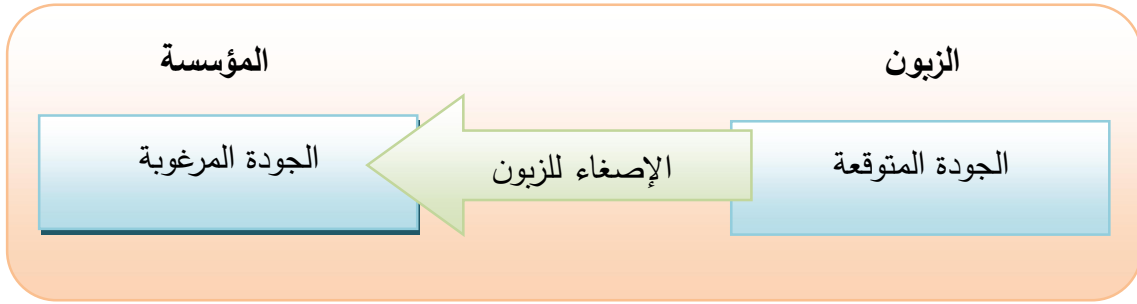 الزبون
المؤسسة
الجودة المتوقعة
الإصغاء للزبون
الجودة المرغوبة